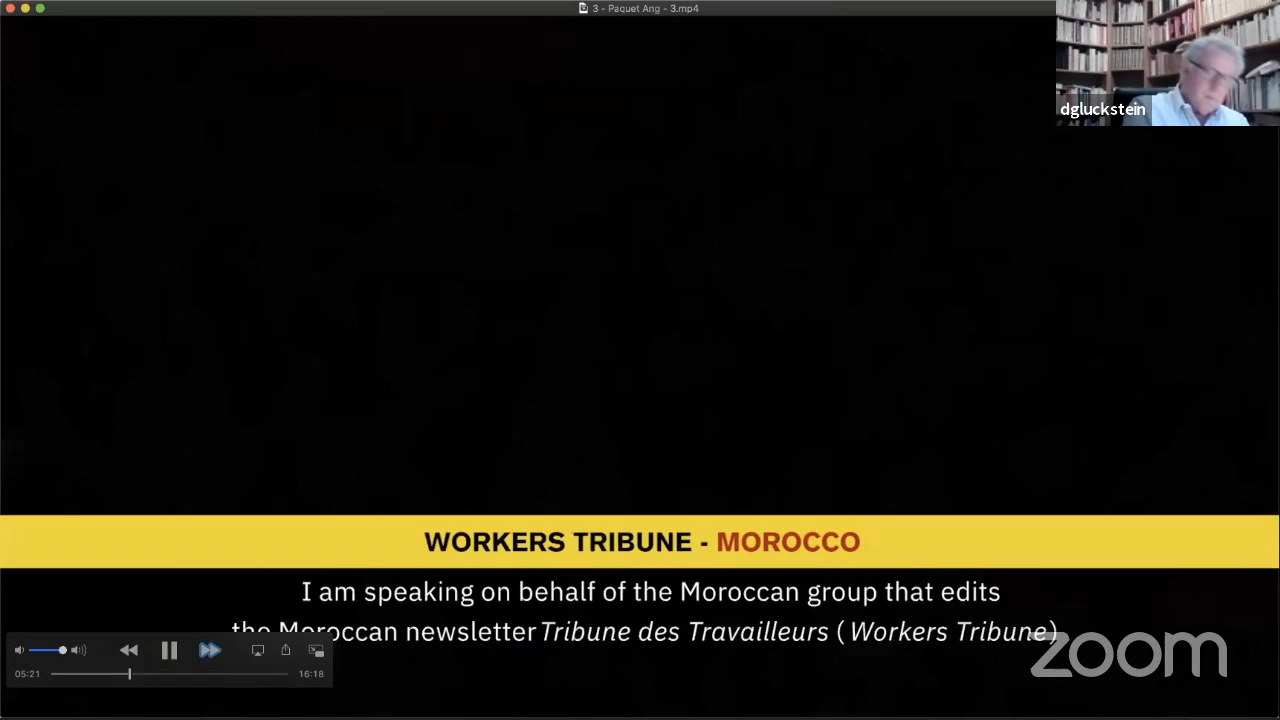 3 - Paquet Ang - 3.mp4
dgluckstein
WORKERS TRIBUNE - MOROCCO
I am speaking on behalf of the Moroccan group that edits
the Moroccan newsletter Tribune des Travailleurs ( Workers Tribune)
05:21
16:18
zoom